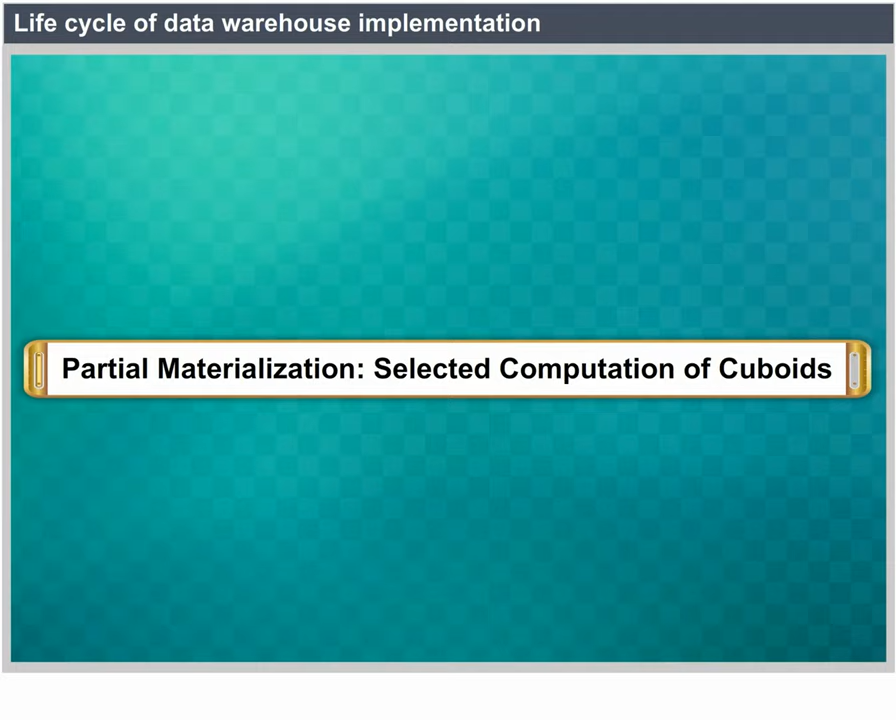 Life cycle of data warehouse implementation
Partial Materialization: Selected Computation of Cuboids